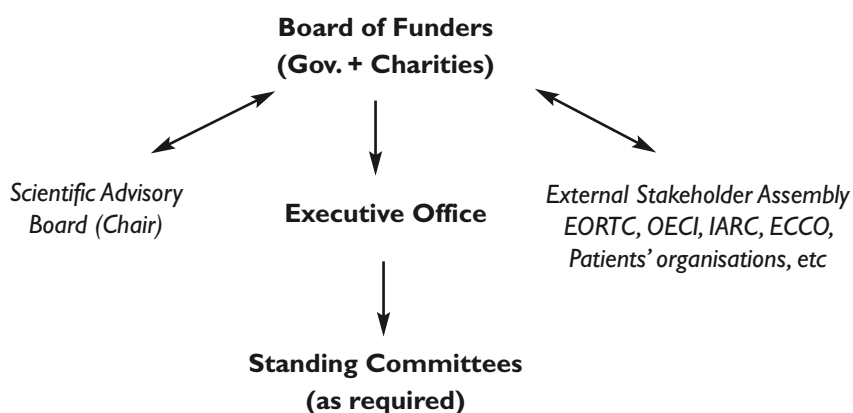 Board of Funders
(Gov. + Charities)
Scientific Advisory
Board (Chair)
Executive Office
External Stakeholder Assembly
EORTC, OECI, IARC, ECCO,
Patients’ organisations, etc
Standing Committees
(as required)